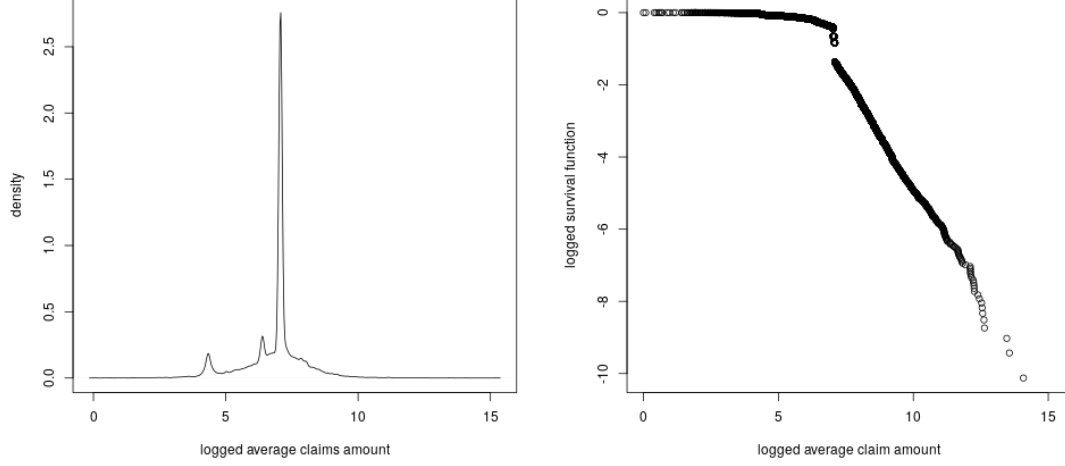 density
2.5
2.0
1.5
1.0
0.5
0.0
0 5 10 15
logged average claims amount
logged survival function
0
-2
-4
-6
-8
-10
0 5 10 15
logged average claim amount